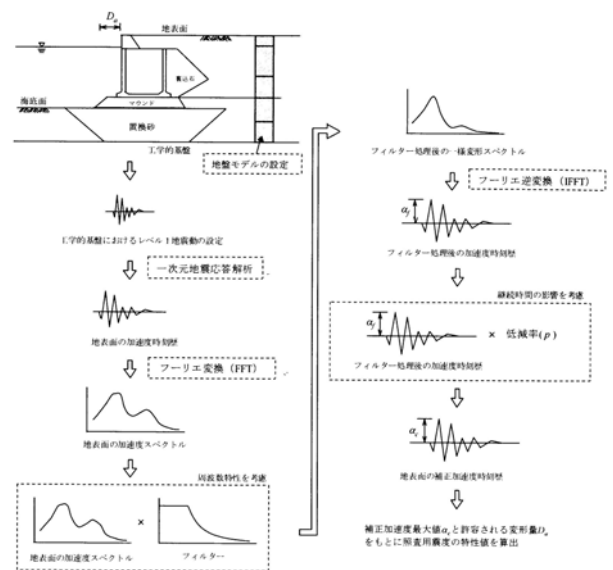 Da
地表面
裏込石
海底面
マウンド
置換砂
工学的基盤
地盤モデルの設定
工学的基盤におけるレベル1地震動の設定
一次元地震応答解析
地表面の加速度時刻歴
フーリエ変換(FFT)
地表面の加速度スペクトル
周波数特性を考慮
×
地表面の加速度スペクトル
フィルター
フィルター処理後の一様変形スペクトル
フーリエ逆変換(IFFT)
αf
フィルター処理後の加速度時刻歴
継続時間の影響を考慮
αf
× 低減率(p)
フィルター処理後の加速度時刻歴
αc
地表面の補正加速度時刻歴
補正加速度最大値αcと許容される変形量Da
をもとに照査用震度の特性値を算出